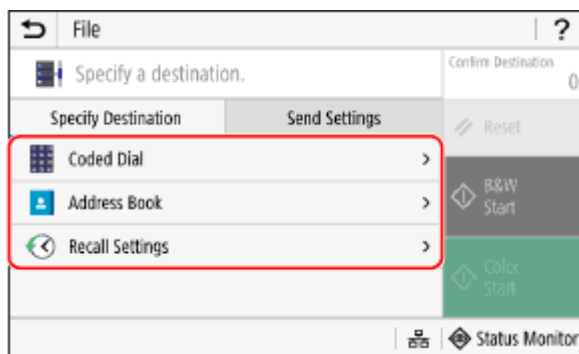 File
?
Specify a destination.
Confirm Destination
0
Specify Destination
Send Settings
Reset
Coded Dial
Address Book
Recall Settings
B&W
Start
Color
Start
Status Monitor